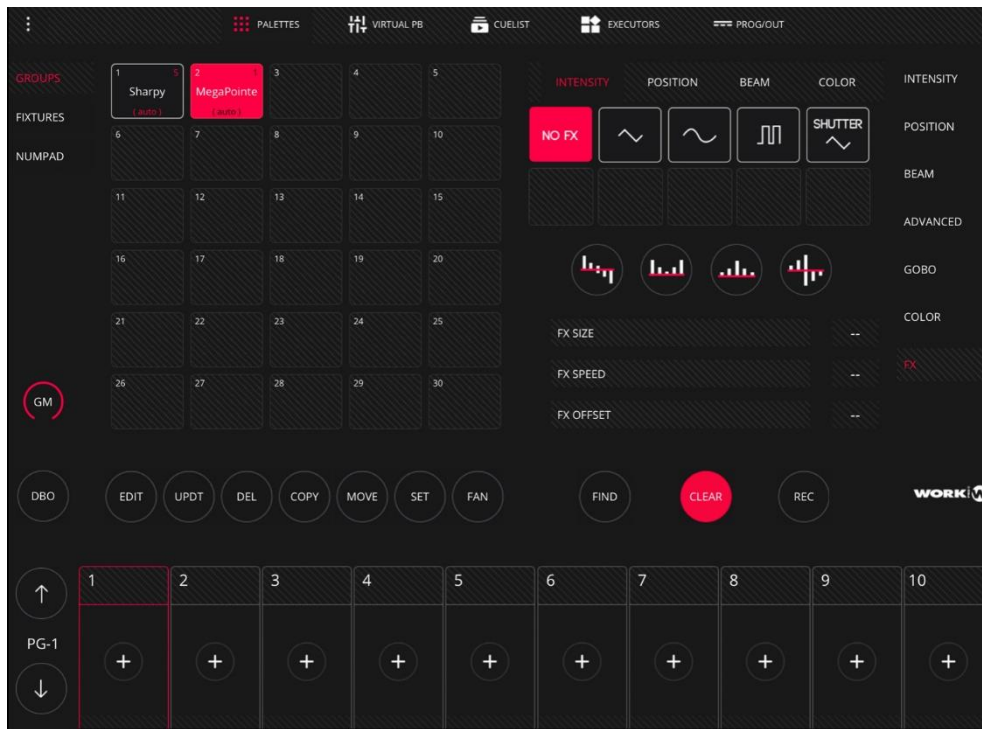 PALETTES VIRTUAL PB CUELIST EXECUTORS PROG/OUT
GROUPS
FIXTURES
NUMPAD
1 5 2 5 3 4 5
Sharpy MegaPointe
( auto ) ( auto )
6 7 8 9 10
11 12 13 14 15
16 17 18 19 20
21 22 23 24 25
26 27 28 29 30
INTENSITY POSITION BEAM COLOR
NO FX SHUTTER
FX SIZE --
FX SPEED --
FX OFFSET --
INTENSITY
POSITION
BEAM
ADVANCED
GOBO
COLOR
FX
GM
DBO EDIT UPDT DEL COPY MOVE SET FAN FIND CLEAR REC WORK
PG-1
1 2 3 4 5 6 7 8 9 10
+ + + + + + + + + +